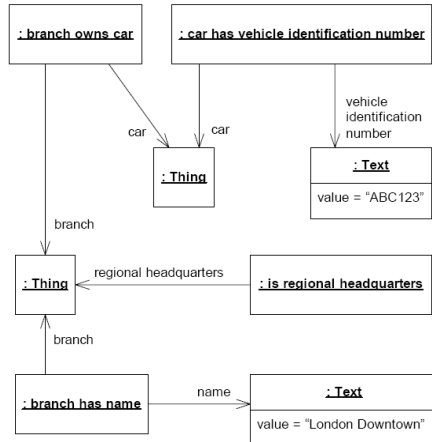 : branch owns car
: car has vehicle identification number
car
car
vehicle
identification
number
: Thing
: Text
value = “ABC123”
branch
: Thing
regional headquarters
: is regional headquarters
branch
: branch has name
name
: Text
value = “London Downtown”